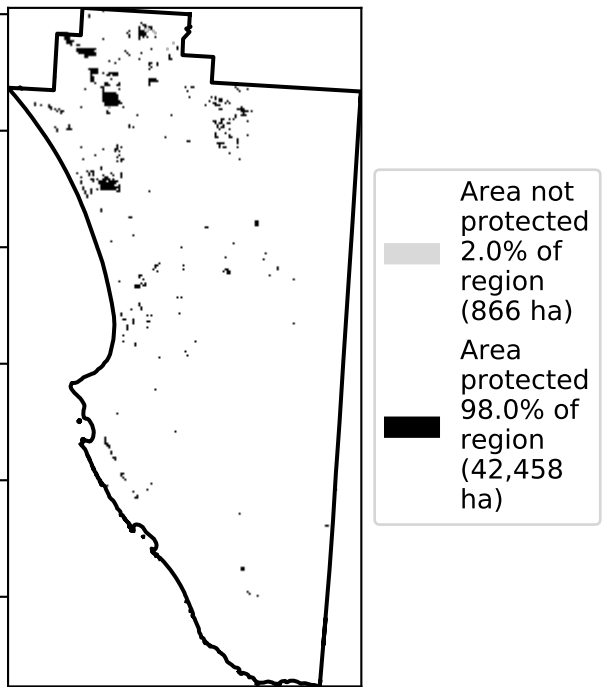 Area not
protected
2.0% of
region
(866 ha)
Area
protected
98.0% of
region
(42,458
ha)